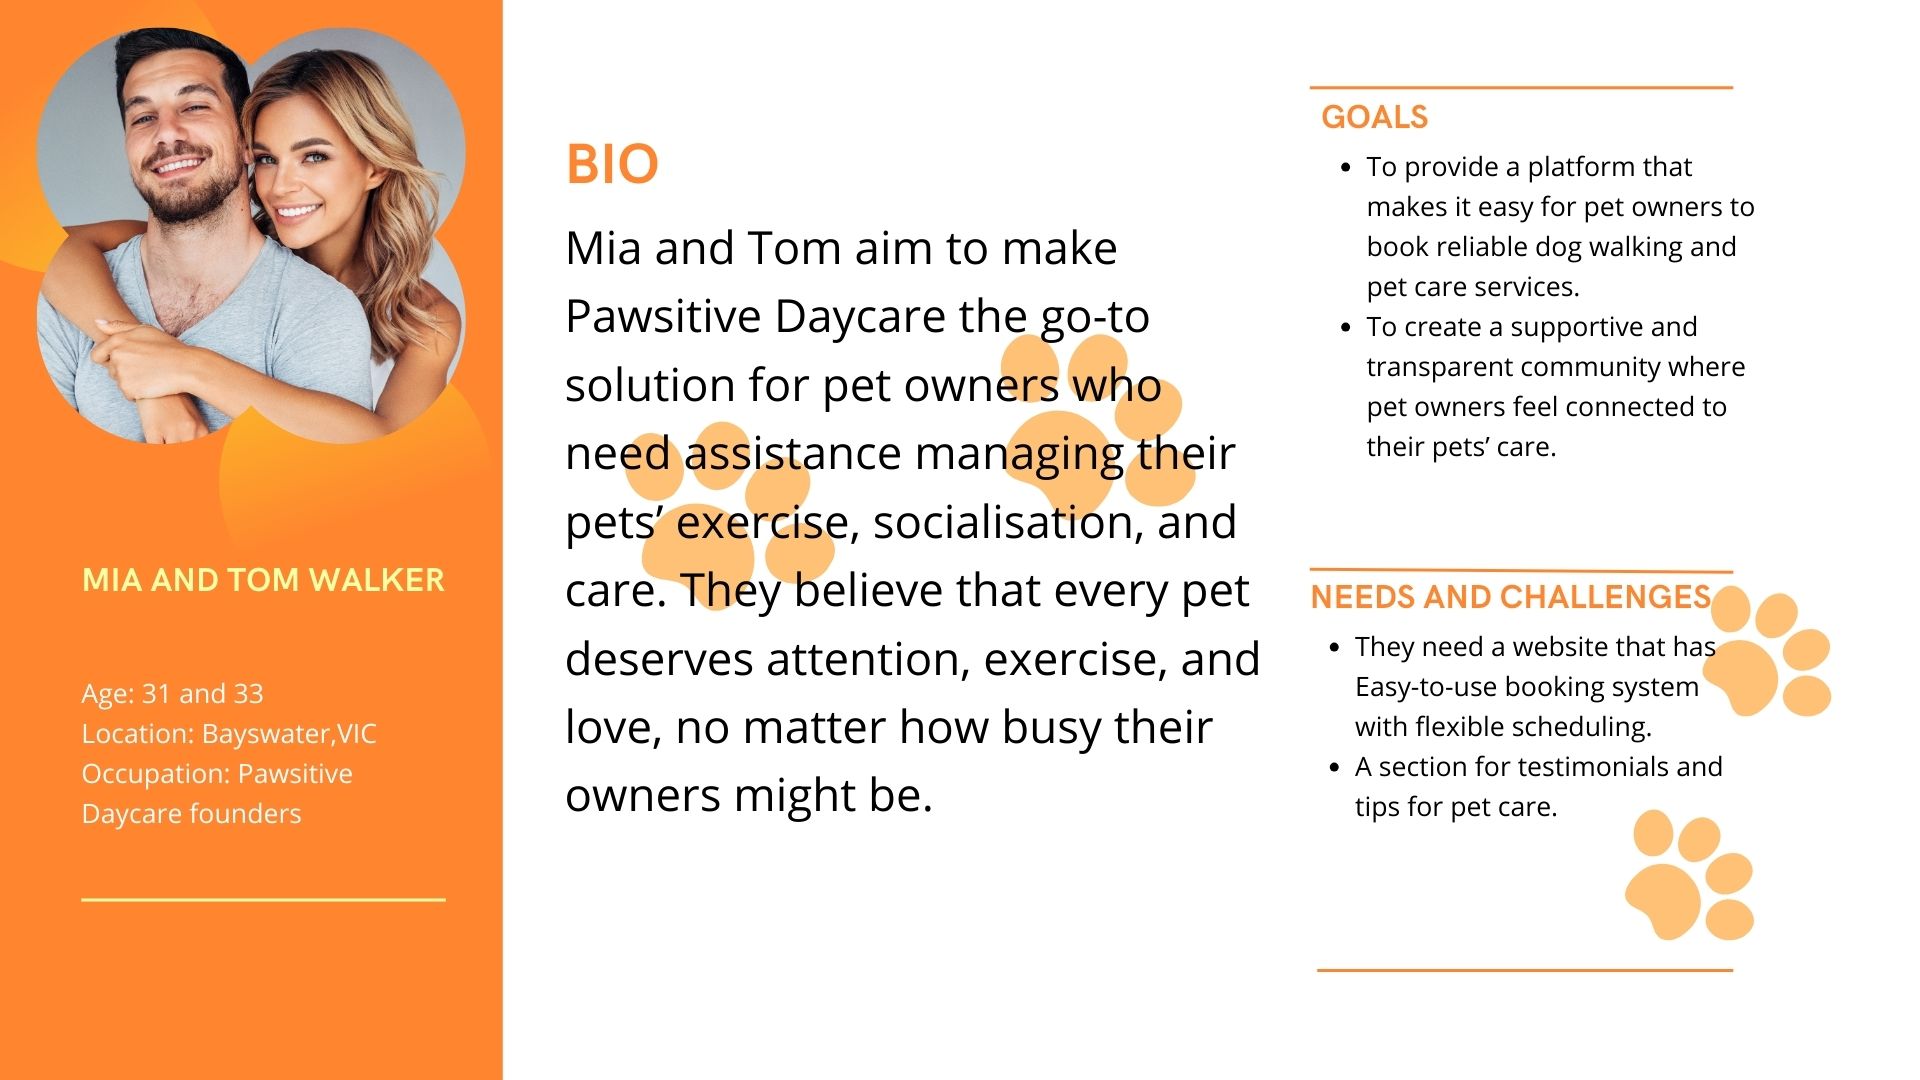 MIA AND TOM WALKER
Age: 31 and 33
Location: Bayswater,VIC
Occupation: Pawsitive
Daycare founders
BIO
Mia and Tom aim to make
Pawsitive Daycare the go-to
solution for pet owners who
need assistance managing their
pets’ exercise, socialisation, and
care. They believe that every pet
deserves attention, exercise, and
love, no matter how busy their
owners might be.
GOALS
• To provide a platform that
makes it easy for pet owners to
book reliable dog walking and
pet care services.
• To create a supportive and
transparent community where
pet owners feel connected to
their pets’ care.
NEEDS AND CHALLENGES
• They need a website that has
Easy-to-use booking system
with flexible scheduling.
• A section for testimonials and
tips for pet care.